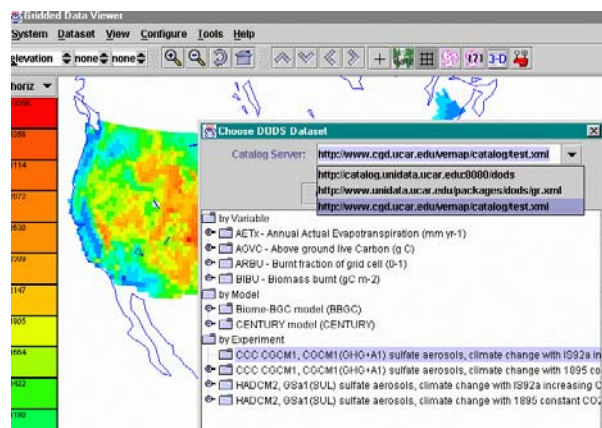 Gridded Data Viewer
System Dataset View Configure Tools Help
elevation none none 3-D
horiz
Choose DODS Dataset
Catalog Server: http://www.cgd.ucar.edu/vemap/catalog/test.xml
http://catalog.unidata.ucar.edu:8080/dods
http://www.unidata.ucar.edu/packages/dods/gr.xml
http://www.cgd.ucar.edu/vemap/catalog/test.xml
by Variable
AETx - Annual Actual Evapotranspiration (mm yr-1)
AGVC - Above ground live Carbon (g C)
ARBU - Burnt fraction of grid cell (0-1)
BIBU - Biomass burnt (gC m-2)
by Model
Biome-BGC model (BBGC)
CENTURY model (CENTURY)
by Experiment
CCC CGCM1, CGCM1(GHG+A1) sulfate aerosols, climate change with IS92a in
CCC CGCM1, CGCM1(GHG+A1) sulfate aerosols, climate change with 1895 co
HADCM2, GSa1(SUL) sulfate aerosols, climate change with IS92a increasing C
HADCM2, GSa1(SUL) sulfate aerosols, climate change with 1895 constant CO2